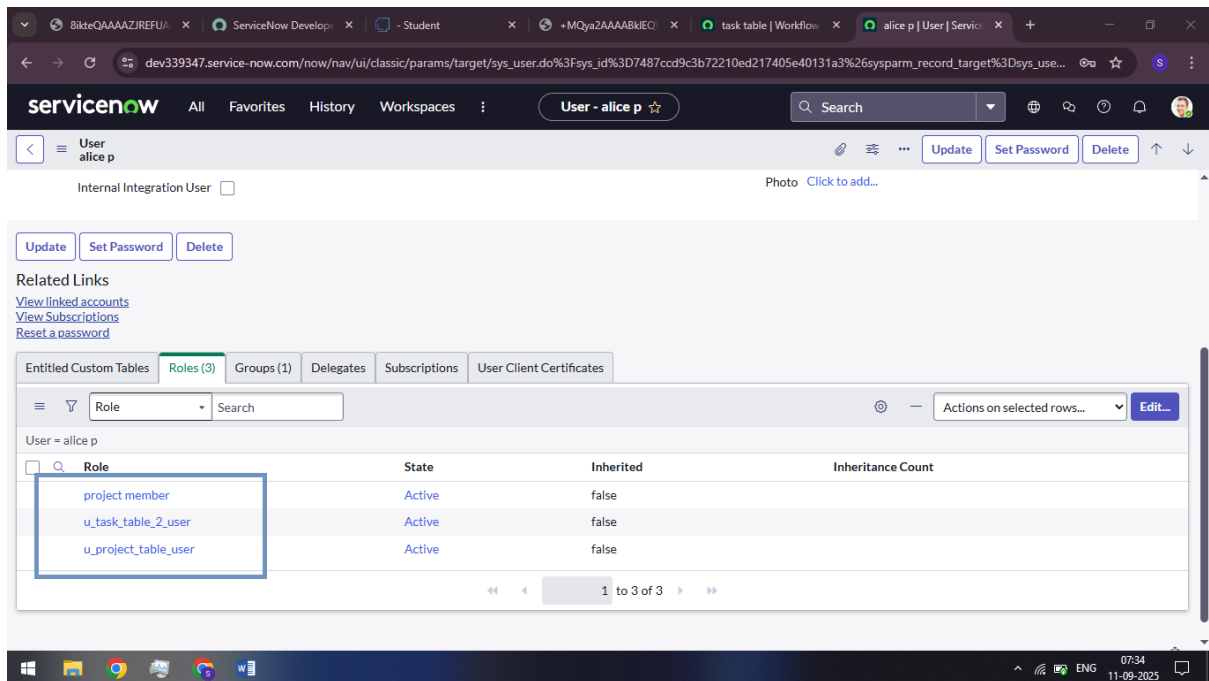 8ikteQAAAAZJREFUA
ServiceNow Develope
- Student
+MQya2AAAABklEQV
task table | Workflow
alice p | User | Service
dev339347.service-now.com/now/nav/ui/classic/params/target/sys_user.do%3Fsys_id%3D7487ccd9c3b72210ed217405e40131a3%26sysparm_record_target%3Dsys_use...
S
servicenow
All
Favorites
History
Workspaces
User - alice p
Search
User
alice p
Update
Set Password
Delete
Internal Integration User
Photo
Click to add...
Update
Set Password
Delete
Related Links
View linked accounts
View Subscriptions
Reset a password
Entitled Custom Tables
Roles (3)
Groups (1)
Delegates
Subscriptions
User Client Certificates
Role
Search
Actions on selected rows...
Edit...
User = alice p
Role State Inherited Inheritance Count
project member Active false
u_task_table_2_user Active false
u_project_table_user Active false
1 to 3 of 3
ENG
07:34
11-09-2025